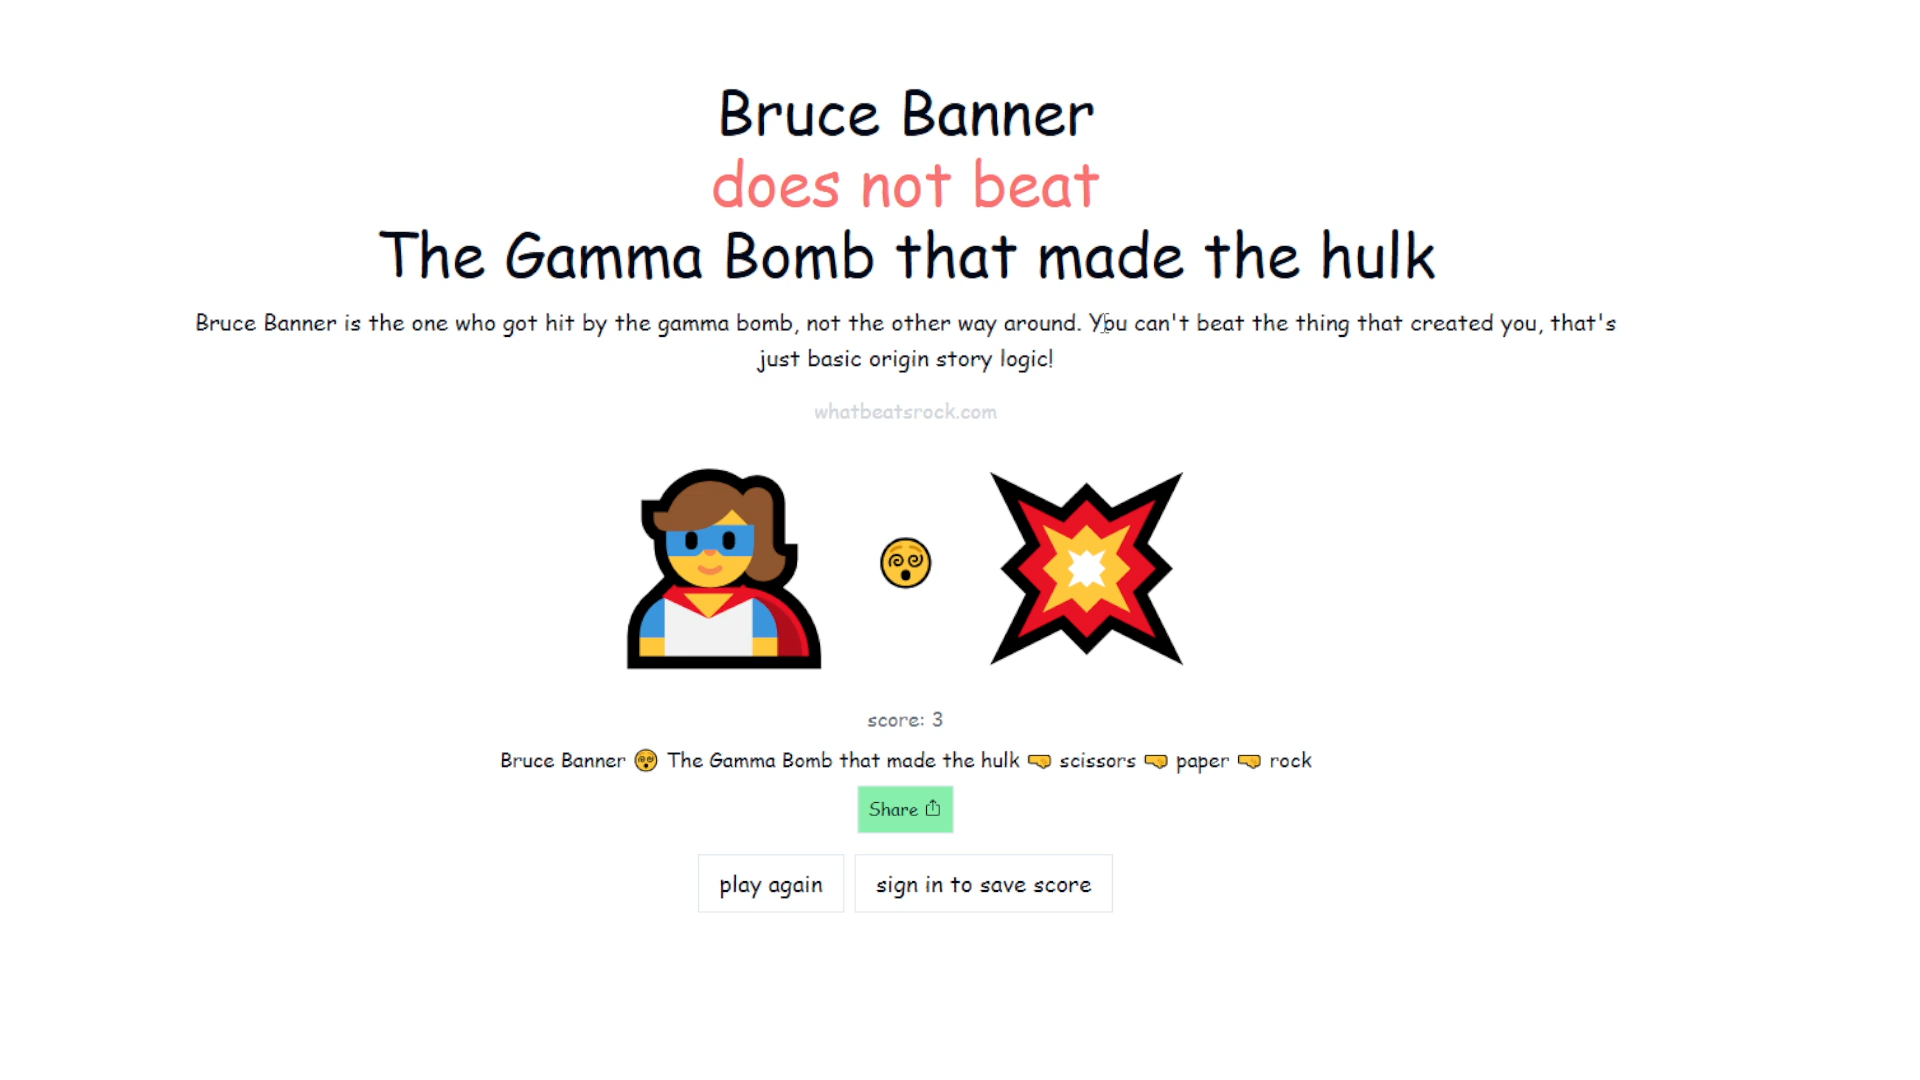 Bruce Banner
does not beat
The Gamma Bomb that made the hulk
Bruce Banner is the one who got hit by the gamma bomb, not the other way around. You can't beat the thing that created you, that's
just basic origin story logic!
whatbeatsrock.com
score: 3
Bruce Banner 😵‍💫 The Gamma Bomb that made the hulk 🤜 scissors 🤜 paper 🤜 rock
Share
play again
sign in to save score